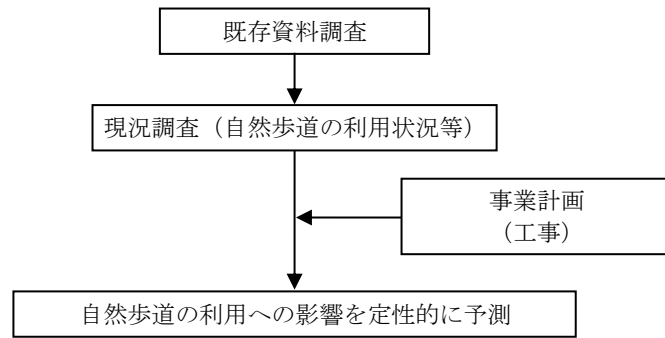 既存資料調査
現況調査（自然歩道の利用状況等）
事業計画
（工事）
自然歩道の利用への影響を定性的に予測